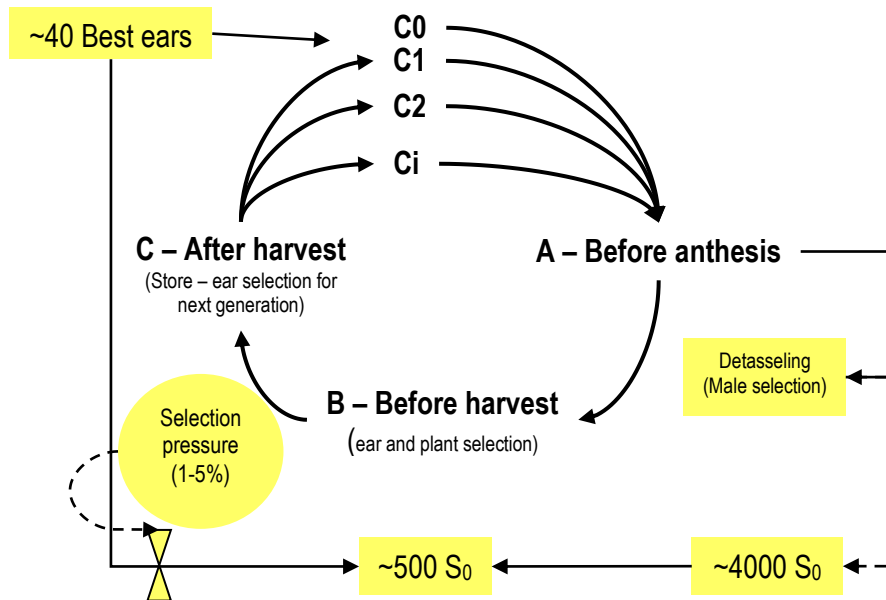 ~40 Best ears
C0
C1
C2
Ci
C – After harvest
(Store – ear selection for
next generation)
A – Before anthesis
Detasseling
(Male selection)
B – Before harvest
(ear and plant selection)
Selection
pressure
(1-5%)
~500 S₀
~4000 S₀